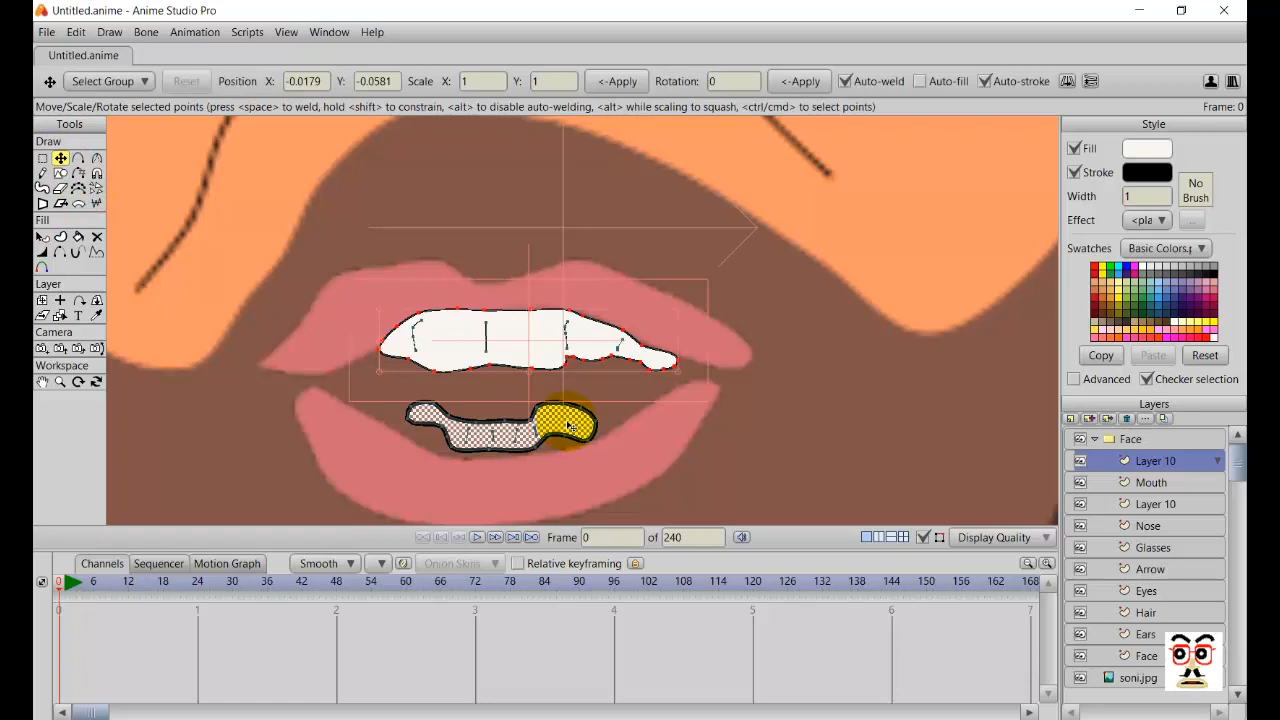 Untitled.anime - Anime Studio Pro
File Edit Draw Bone Animation Scripts View Window Help
Untitled.anime
Select Group Reset Position X: -0.0179 Y: -0.0581 Scale X: 1 Y: 1 <-Apply Rotation: 0 <-Apply Auto-weld Auto-fill Auto-stroke
Move/Scale/Rotate selected points (press <space> to weld, hold <shift> to constrain, <alt> to disable auto-welding, <alt> while scaling to squash, <ctrl/cmd> to select points) Frame: 0
Tools
Draw
Fill
Layer
Camera
Workspace
Style
Fill
Stroke
Width 1
No Brush
Effect <pla ...
Swatches Basic Colors.p
Copy Paste Reset
Advanced Checker selection
Layers
Face
Layer 10
Mouth
Layer 10
Nose
Glasses
Arrow
Eyes
Hair
Ears
Face
soni.jpg
Frame 0 of 240 Display Quality
Channels Sequencer Motion Graph Smooth Onion Skins Relative keyframing
0 6 12 18 24 30 36 42 48 54 60 66 72 78 84 90 96 102 108 114 120 126 132 138 144 150 156 162 168
0 1 2 3 4 5 6 7